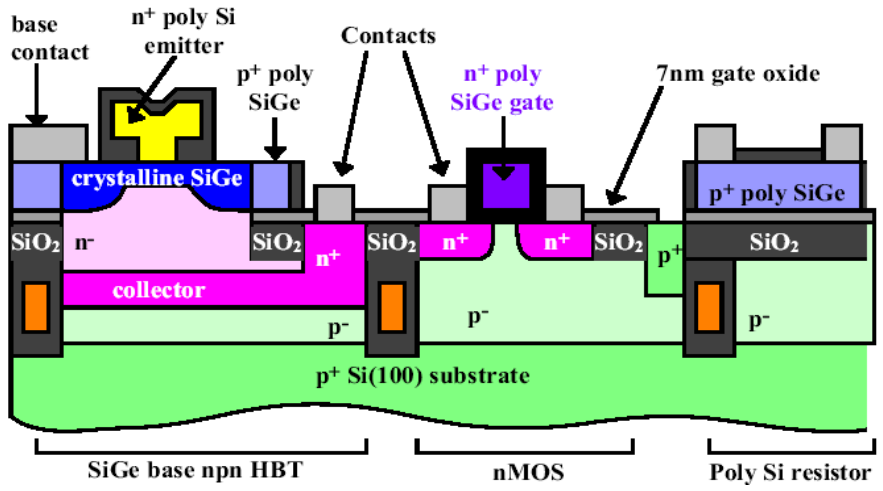 base
contact
n+ poly Si
emitter
p+ poly
SiGe
Contacts
n+ poly
SiGe gate
7nm gate oxide
crystalline SiGe
p+ poly SiGe
SiO2
n-
SiO2
n+
SiO2
n+
n+
SiO2
p+
SiO2
collector
p-
p-
p-
p+ Si(100) substrate
SiGe base npn HBT
nMOS
Poly Si resistor